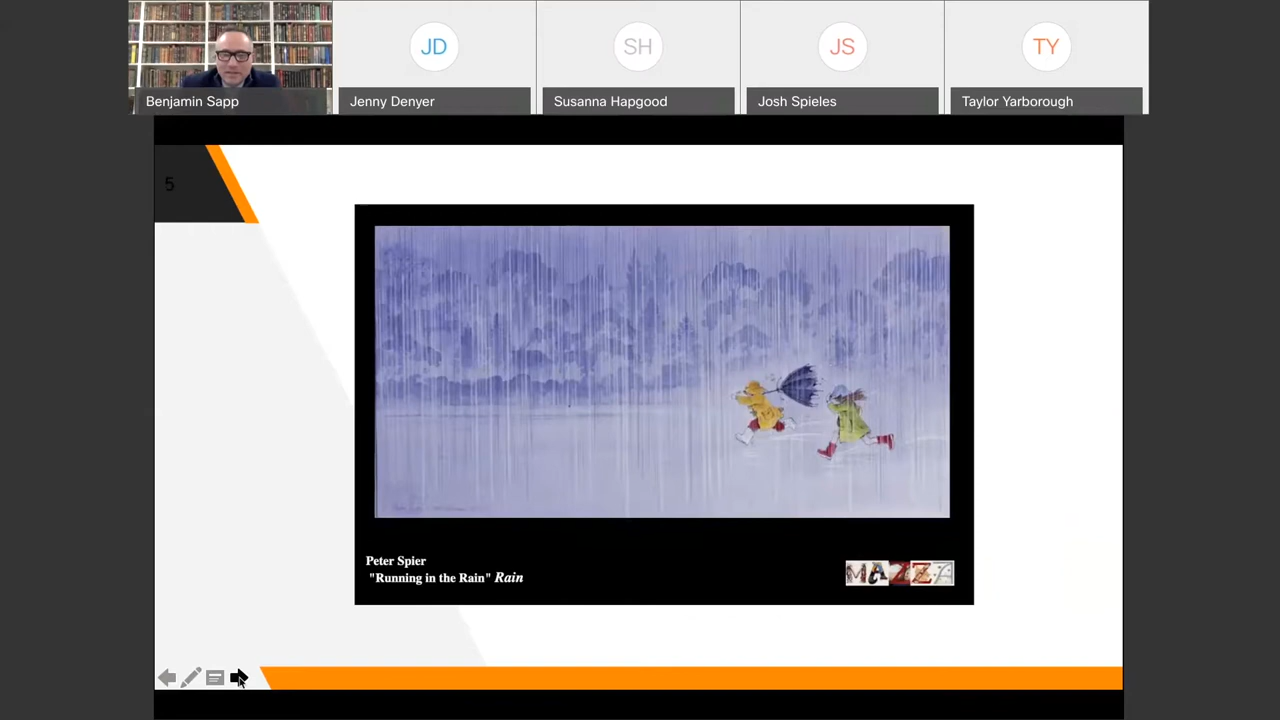 JD
SH
JS
TY
Benjamin Sapp
Jenny Denyer
Susanna Hapgood
Josh Spieles
Taylor Yarborough
5
Peter Spier
"Running in the Rain" Rain
MAZZA